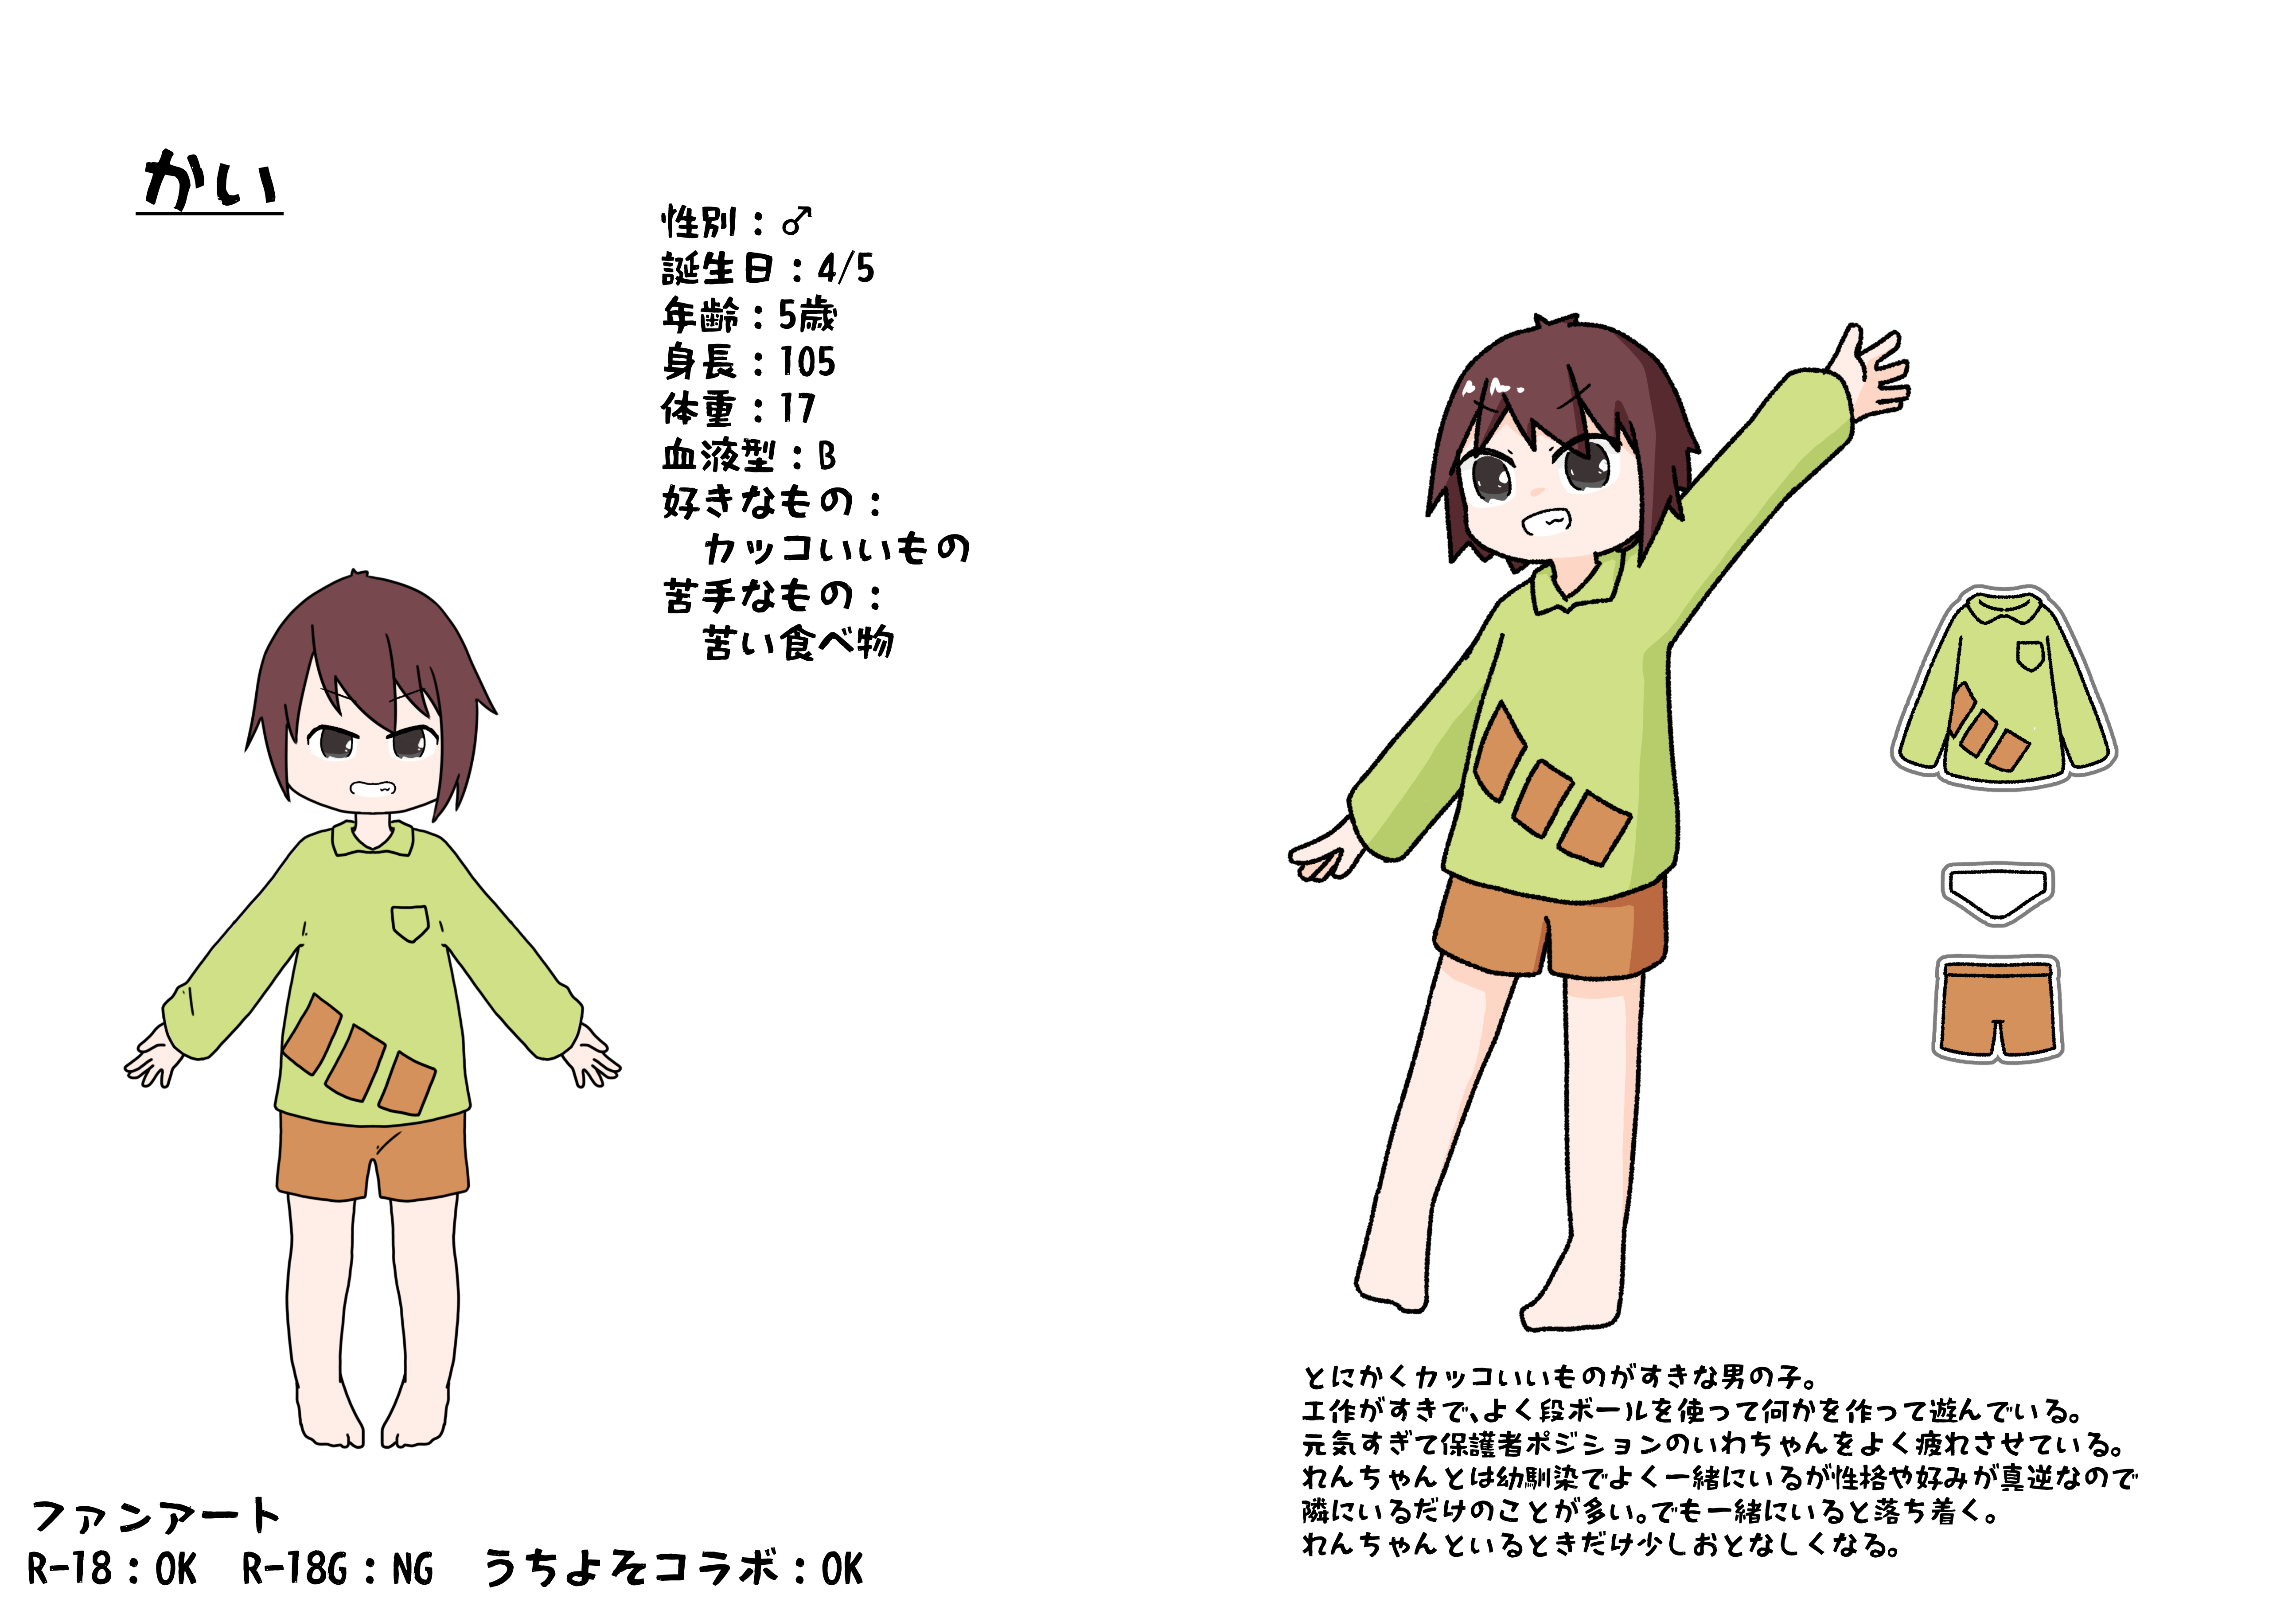 かい
性別：♂
誕生日：4/5
年齢：5歳
身長：105
体重：17
血液型：B
好きなもの：
カッコいいもの
苦手なもの：
苦い食べ物
とにかくカッコいいものがすきな男の子。
工作がすきで、よく段ボールを使って何かを作って遊んでいる。
元気すぎて保護者ポジションのいわちゃんをよく疲れさせている。
れんちゃんとは幼馴染でよく一緒にいるが性格や好みが真逆なので
隣にいるだけのことが多い。でも一緒にいると落ち着く。
れんちゃんといるときだけ少しおとなしくなる。
ファンアート
R-18：OK　R-18G：NG　うちよそコラボ：OK